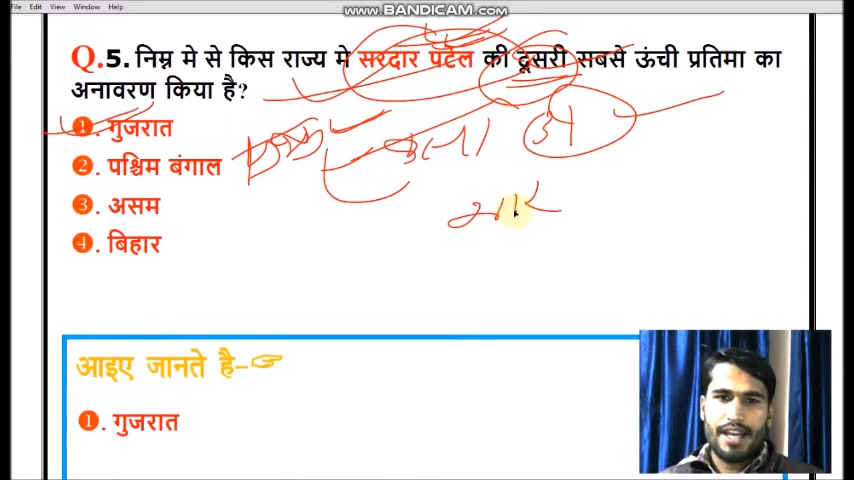 File Edit View Window Help
www.BANDICAM.com
Q.5. निम्न मे से किस राज्य मे सरदार पटेल की दूसरी सबसे ऊंची प्रतिमा का
अनावरण किया है?
1. गुजरात
2. पश्चिम बंगाल
3. असम
4. बिहार
आइए जानते है-☞
1. गुजरात